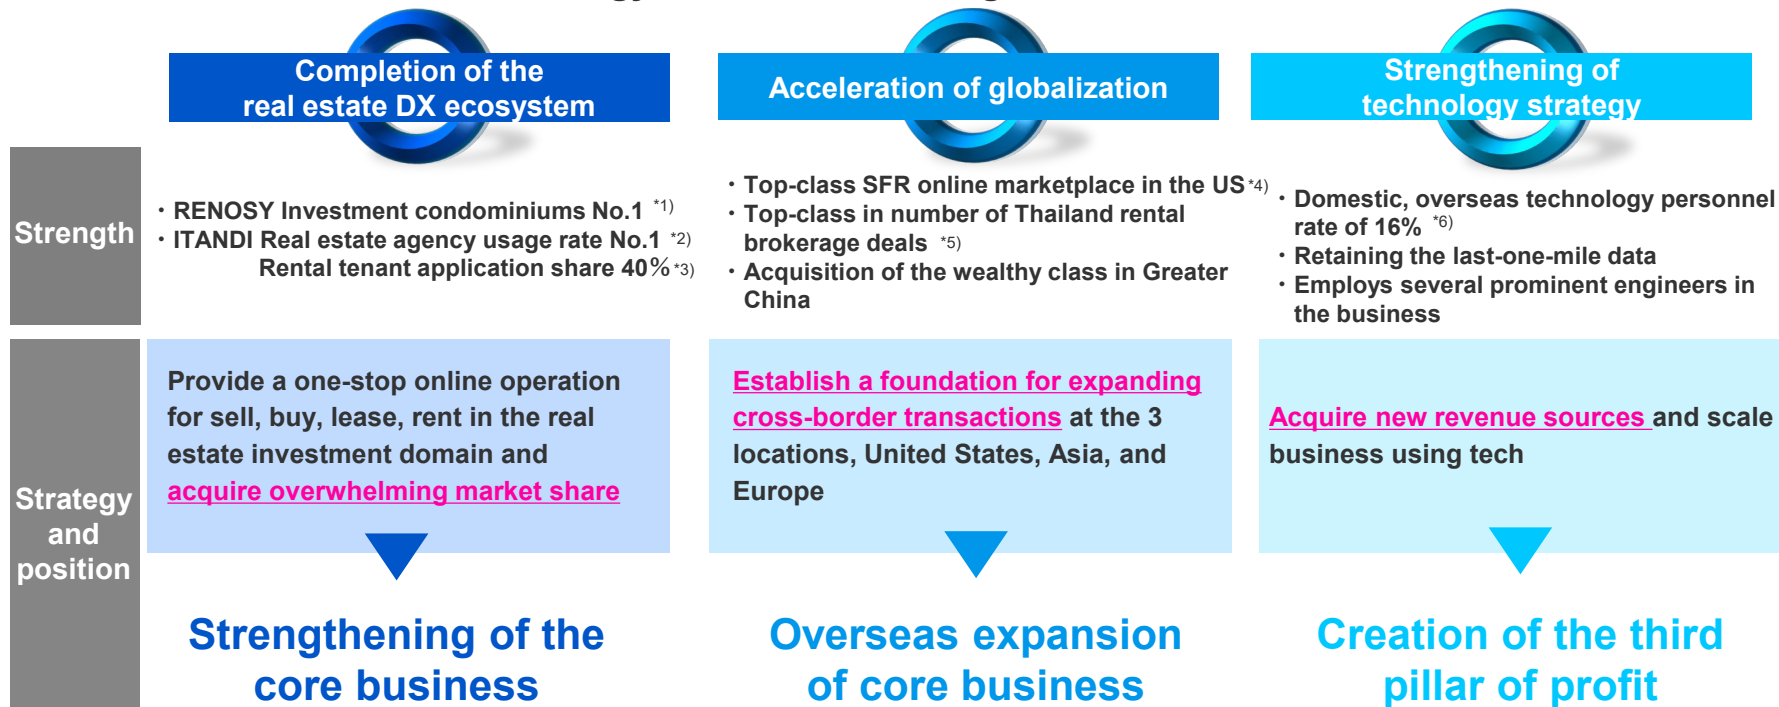 Completion of the
real estate DX ecosystem
Acceleration of globalization
Strengthening of
technology strategy
Strength
・RENOSY Investment condominiums No.1 *1)
・ITANDI Real estate agency usage rate No.1 *2)
Rental tenant application share 40% *3)
・Top-class SFR online marketplace in the US *4)
・Top-class in number of Thailand rental
brokerage deals *5)
・Acquisition of the wealthy class in Greater
China
・Domestic, overseas technology personnel
rate of 16% *6)
・Retaining the last-one-mile data
・Employs several prominent engineers in
the business
Strategy
and
position
Provide a one-stop online operation
for sell, buy, lease, rent in the real
estate investment domain and
acquire overwhelming market share
Establish a foundation for expanding
cross-border transactions at the 3
locations, United States, Asia, and
Europe
Acquire new revenue sources and scale
business using tech
Strengthening of the
core business
Overseas expansion
of core business
Creation of the third
pillar of profit